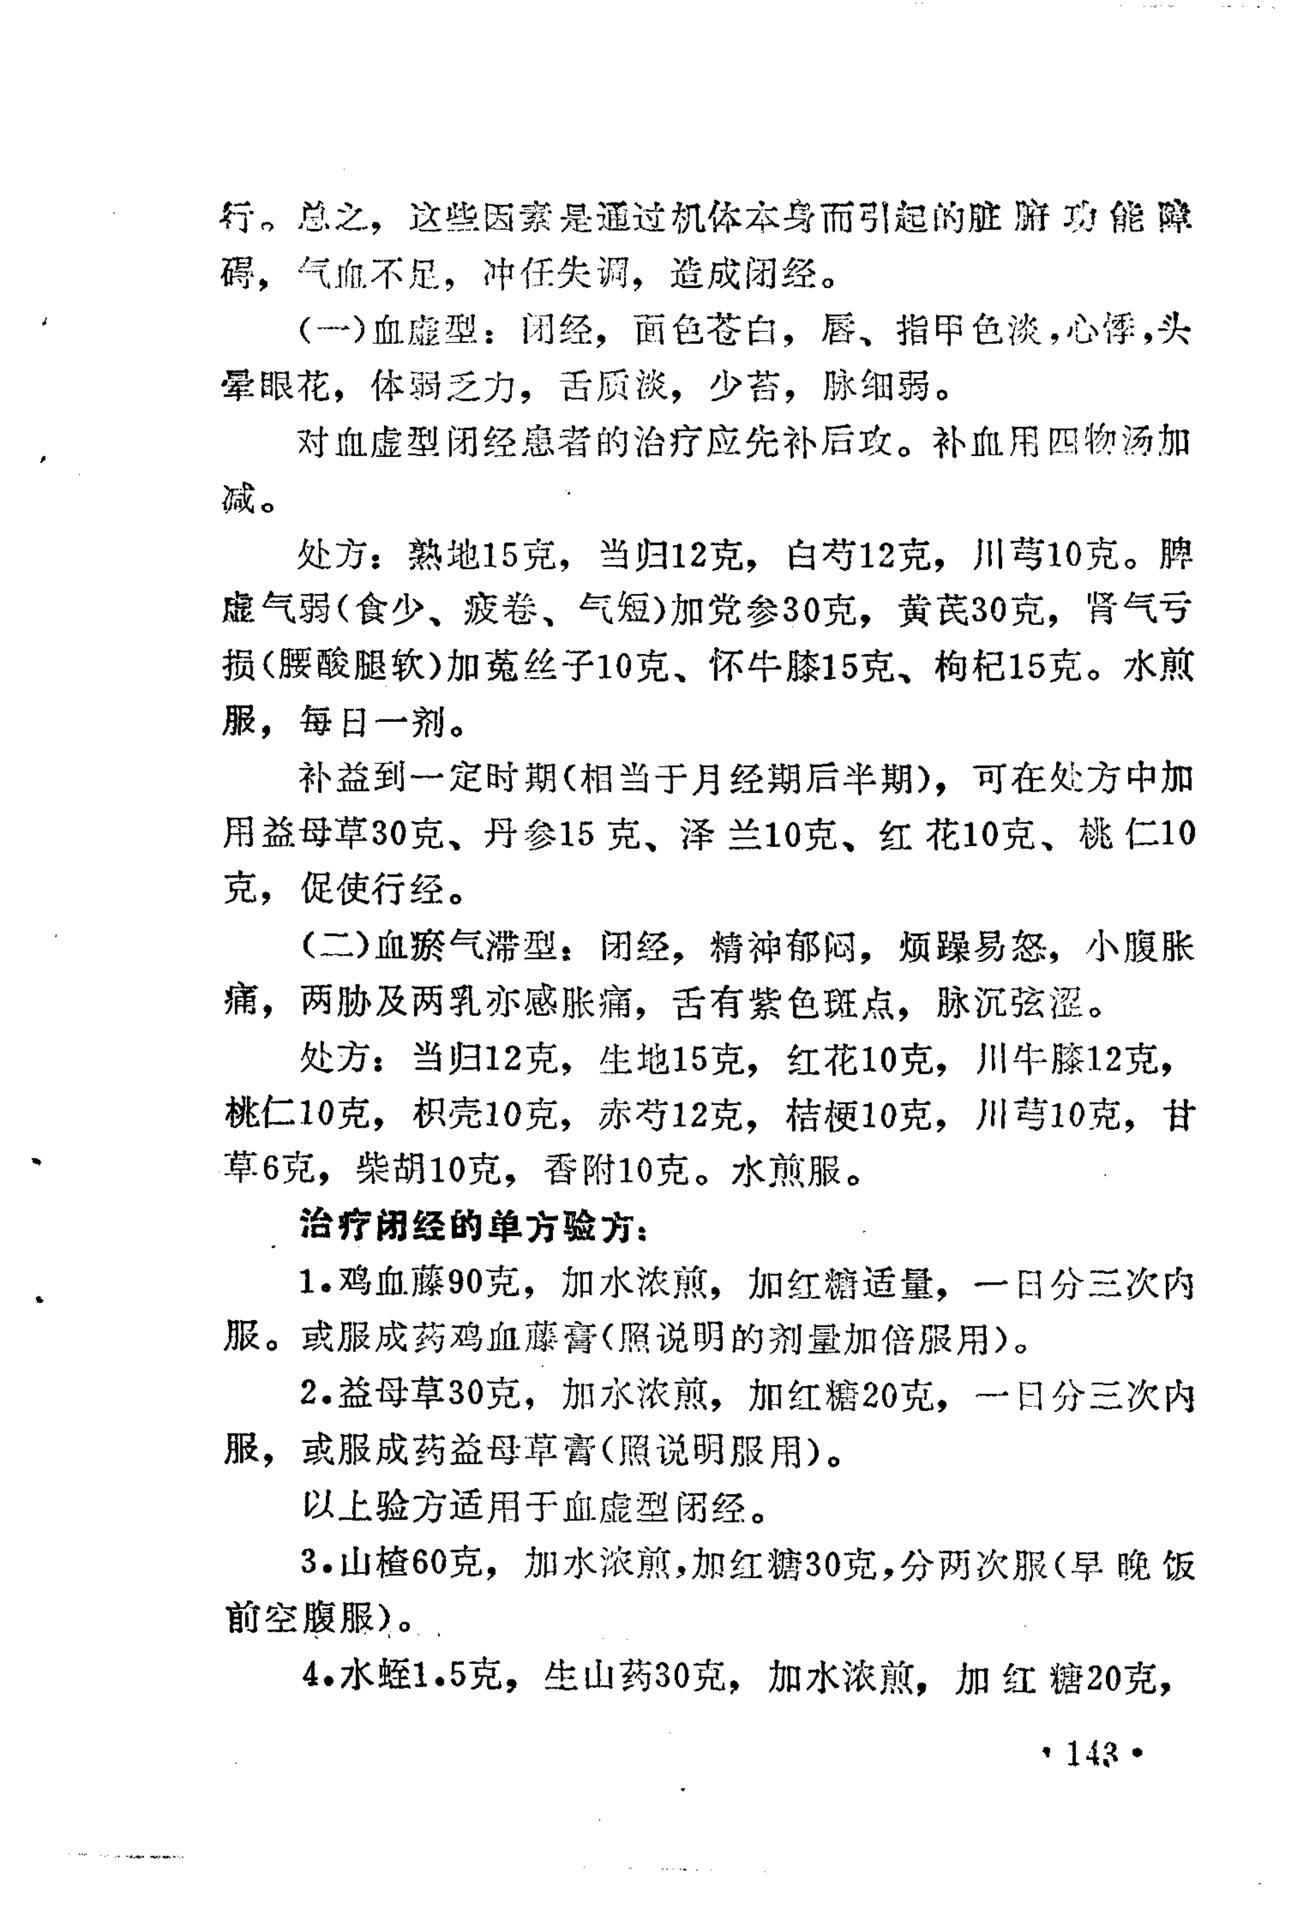 行。总之，这些因素是通过机体本身而引起的脏腑功能障
碍，气血不足，冲任失调，造成闭经。
(一)血虚型：闭经，面色苍白，唇、指甲色淡，心悸，头
晕眼花，体弱乏力，舌质淡，少苔，脉细弱。
对血虚型闭经患者的治疗应先补后攻。补血用四物汤加
减。
处方：熟地15克，当归12克，白芍12克，川芎10克。脾
虚气弱(食少、疲卷、气短)加党参30克，黄芪30克，肾气亏
损(腰酸腿软)加菟丝子10克、怀牛膝15克、枸杞15克。水煎
服，每日一剂。
补益到一定时期(相当于月经期后半期)，可在处方中加
用益母草30克、丹参15克、泽兰10克、红花10克、桃仁10
克，促使行经。
(二)血瘀气滞型：闭经，精神郁闷，烦躁易怒，小腹胀
痛，两胁及两乳亦感胀痛，舌有紫色斑点，脉沉弦涩。
处方：当归12克，生地15克，红花10克，川牛膝12克，
桃仁10克，枳壳10克，赤芍12克，桔梗10克，川芎10克，甘
草6克，柴胡10克，香附10克。水煎服。
治疗闭经的单方验方：
1.鸡血藤90克，加水浓煎，加红糖适量，一日分三次内
服。或服成药鸡血藤膏(照说明的剂量加倍服用)。
2.益母草30克，加水浓煎，加红糖20克，一日分三次内
服，或服成药益母草膏(照说明服用)。
以上验方适用于血虚型闭经。
3.山楂60克，加水浓煎，加红糖30克，分两次服(早晚饭
前空腹服)。
4.水蛭1.5克，生山药30克，加水浓煎，加红糖20克，
·143·